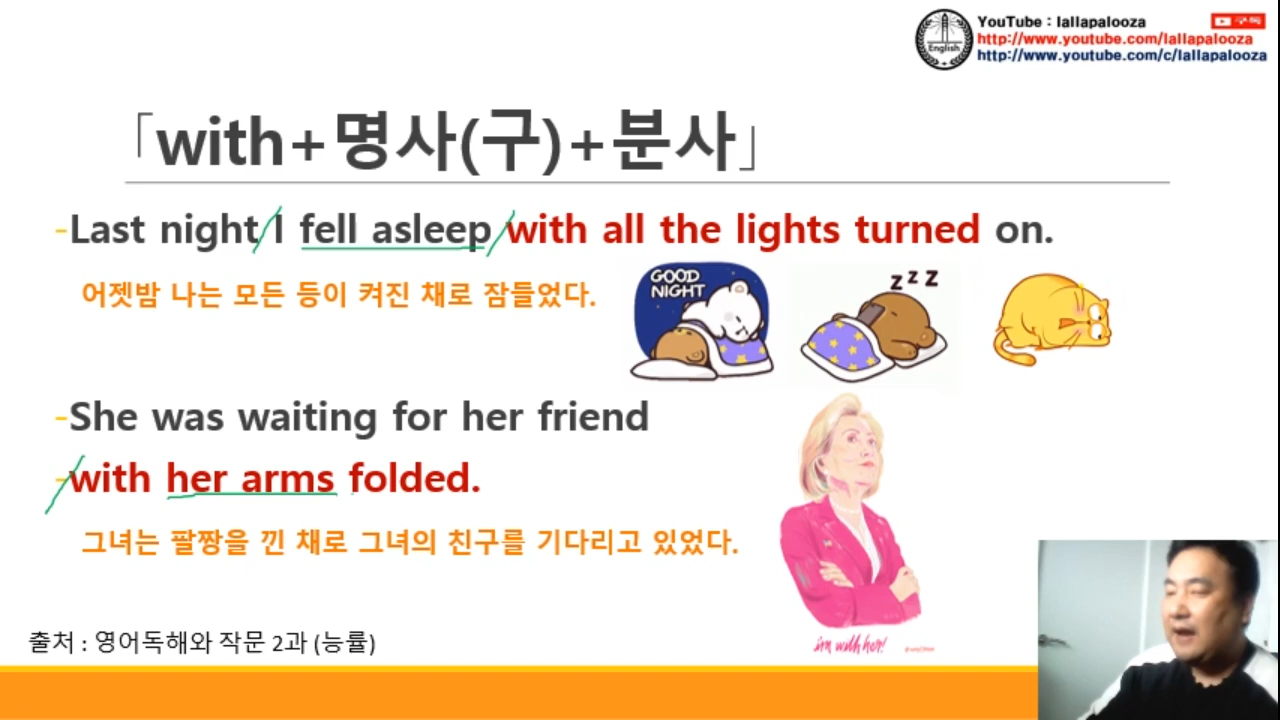 English
YouTube : lallapalooza
구독
http://www.youtube.com/lallapalooza
http://www.youtube.com/c/lallapalooza
「with+명사(구)+분사」
-Last night I fell asleep with all the lights turned on.
어젯밤 나는 모든 등이 켜진 채로 잠들었다.
GOOD
NIGHT
z z z
-She was waiting for her friend
-with her arms folded.
그녀는 팔짱을 낀 채로 그녀의 친구를 기다리고 있었다.
i'm with her!
출처 : 영어독해와 작문 2과 (능률)